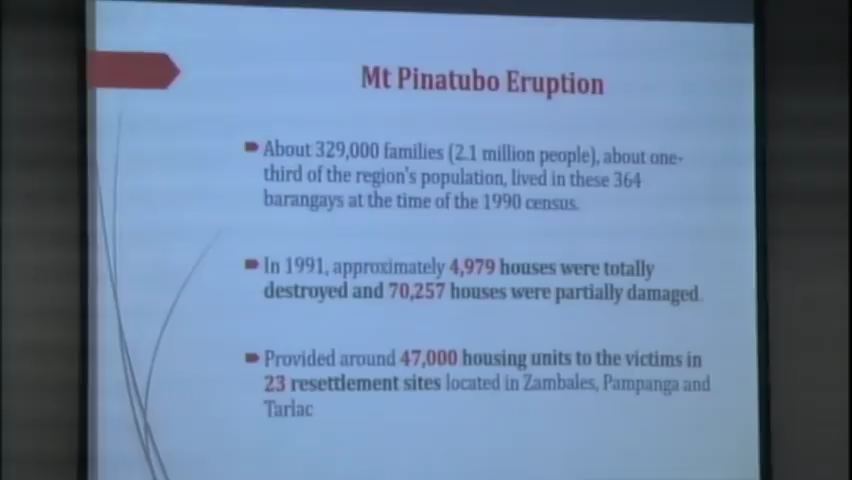 Mt Pinatubo Eruption
About 329,000 families (2.1 million people), about one-
third of the region's population, lived in these 364
barangays at the time of the 1990 census.
In 1991, approximately 4,979 houses were totally
destroyed and 70,257 houses were partially damaged.
Provided around 47,000 housing units to the victims in
23 resettlement sites located in Zambales, Pampanga and
Tarlac